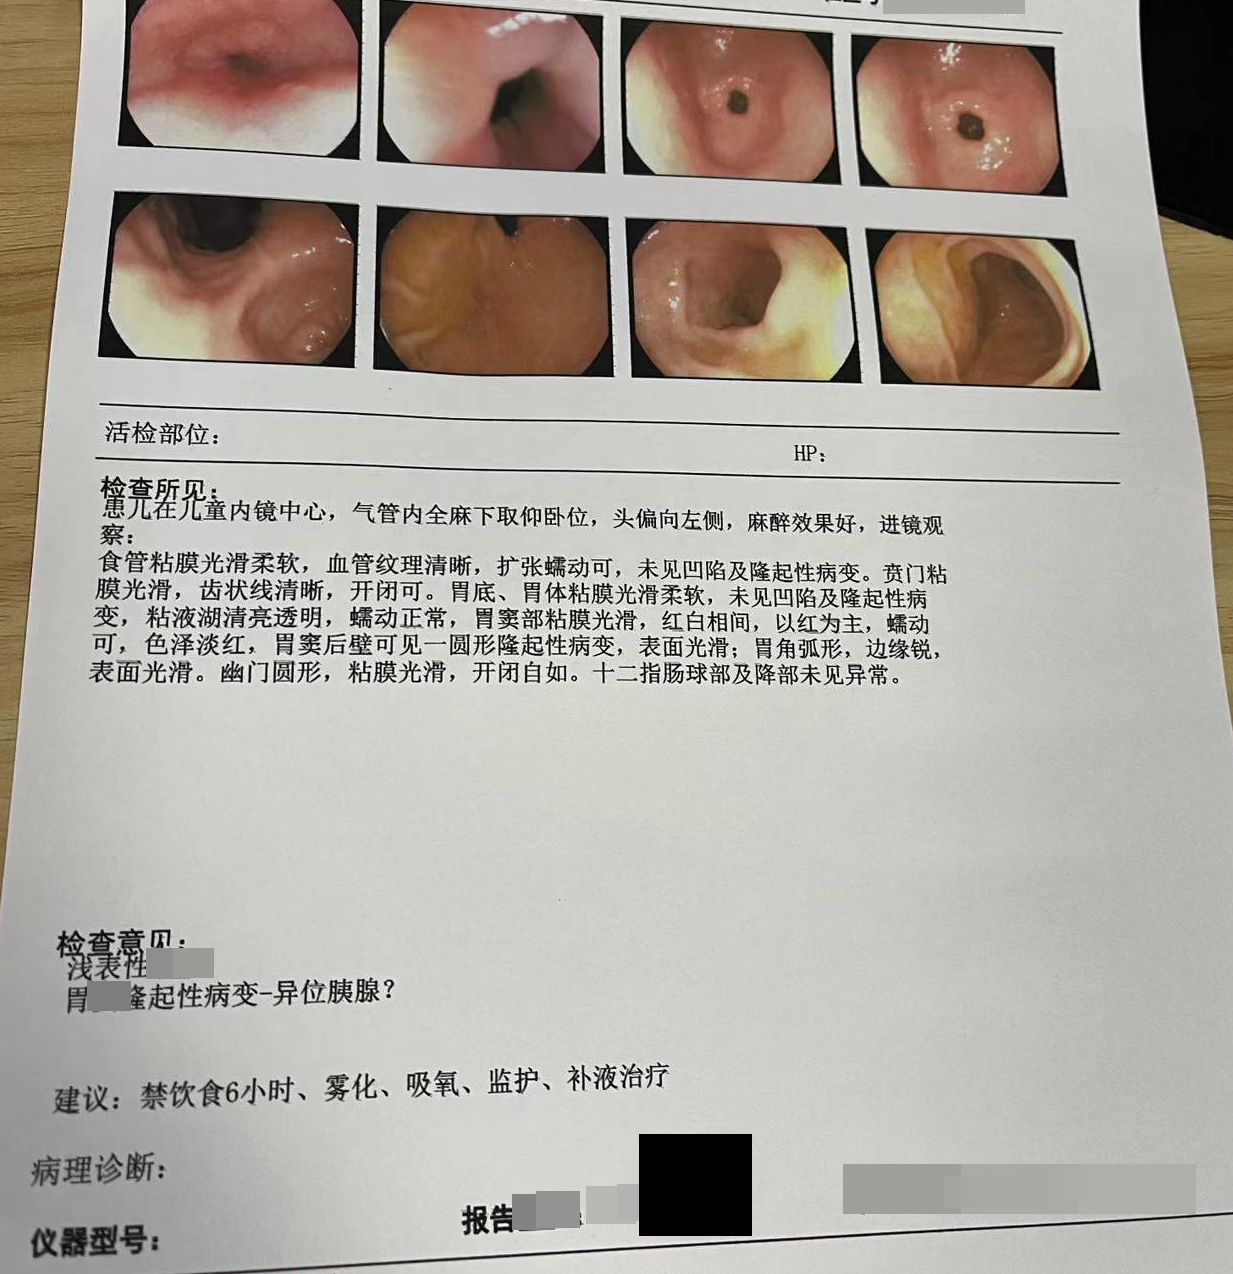 活检部位：
HP：
检查所见：
患儿在儿童内镜中心，气管内全麻下取仰卧位，头偏向左侧，麻醉效果好，进镜观
察：
食管粘膜光滑柔软，血管纹理清晰，扩张蠕动可，未见凹陷及隆起性病变。贲门粘
膜光滑，齿状线清晰，开闭可。胃底、胃体粘膜光滑柔软，未见凹陷及隆起性病
变，粘液湖清亮透明，蠕动正常，胃窦部粘膜光滑，红白相间，以红为主，蠕动
可，色泽淡红，胃窦后壁可见一圆形隆起性病变，表面光滑；胃角弧形，边缘锐，
表面光滑。幽门圆形，粘膜光滑，开闭自如。十二指肠球部及降部未见异常。
检查意见：
浅表性
胃 隆起性病变-异位胰腺？
建议：禁饮食6小时、雾化、吸氧、监护、补液治疗
病理诊断：
报告
仪器型号：